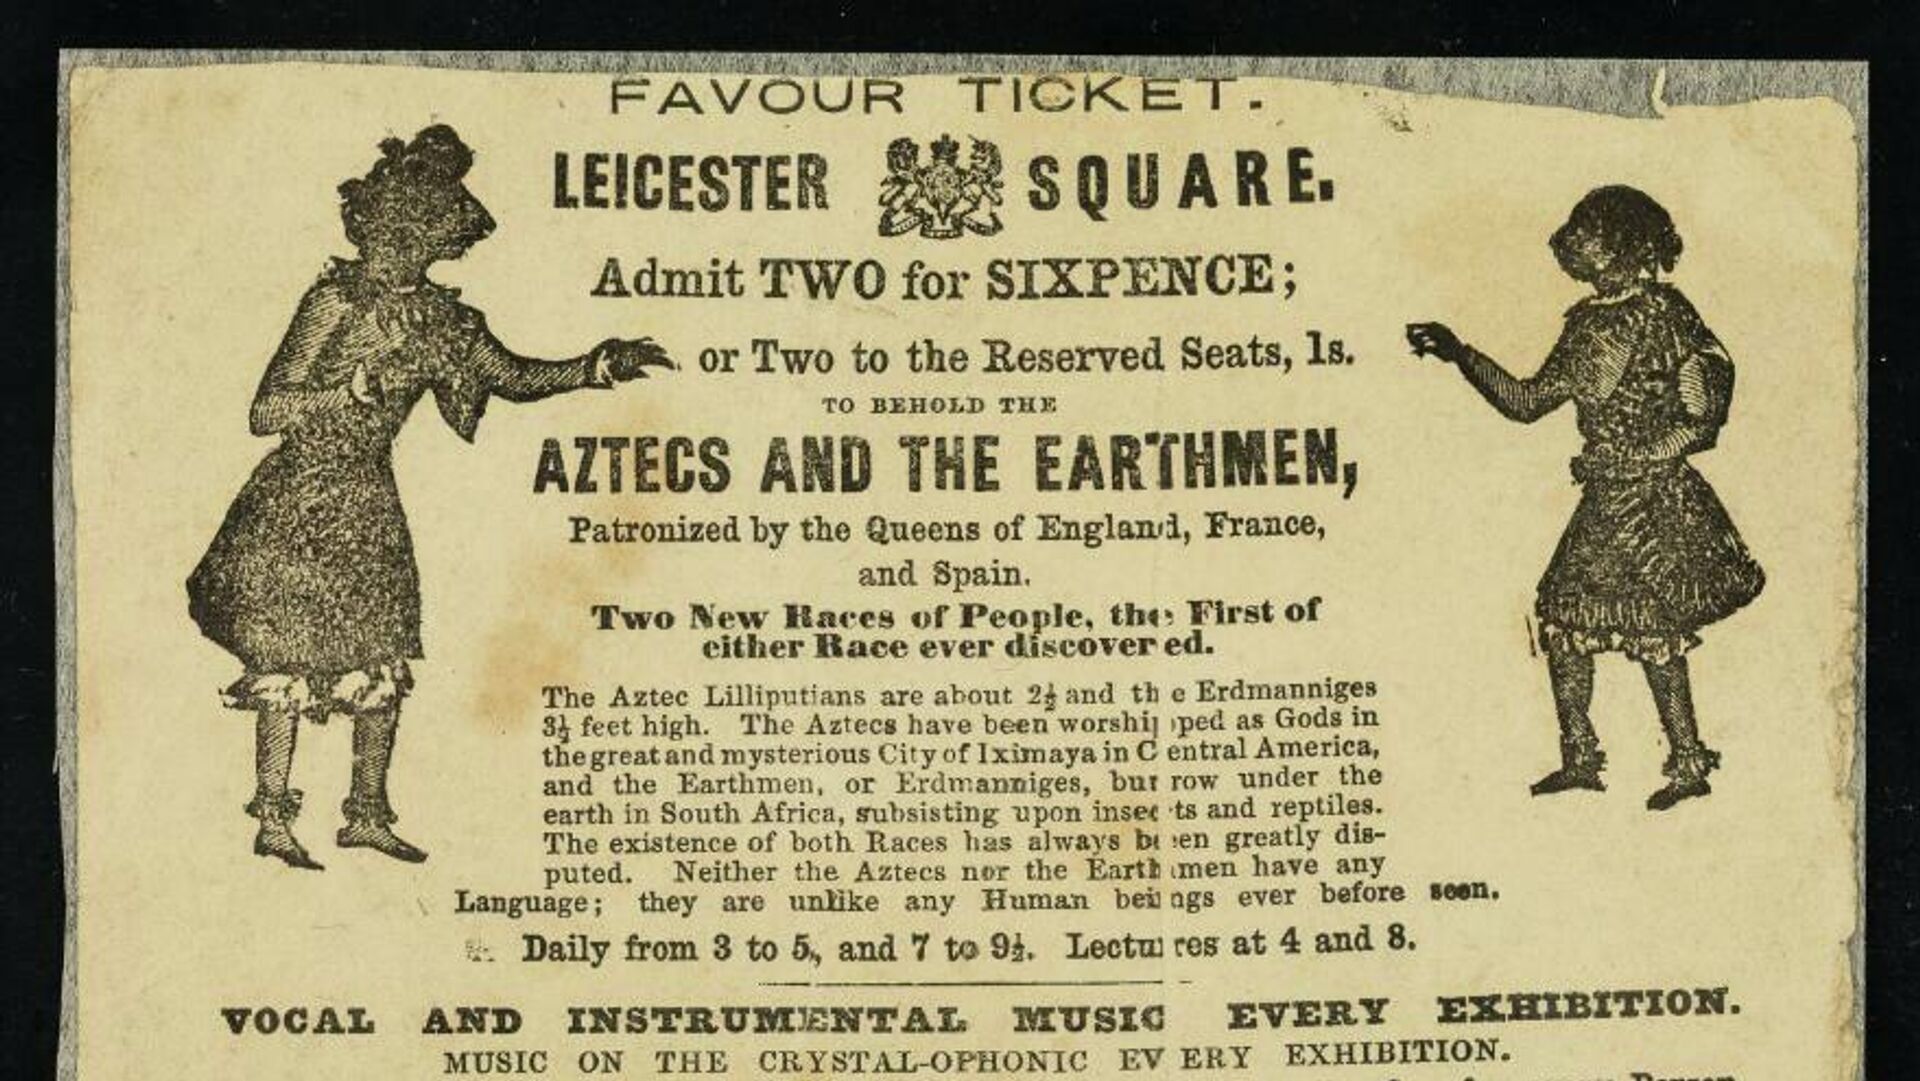 FAVOUR TICKET.
LEICESTER SQUARE.
Admit TWO for SIXPENCE;
or Two to the Reserved Seats, 1s.
TO BEHOLD THE
AZTECS AND THE EARTHMEN,
Patronized by the Queens of England, France,
and Spain.
Two New Races of People, the First of
either Race ever discovered.
The Aztec Lilliputians are about 2½ and the Erdmanniges
3½ feet high. The Aztecs have been worshipped as Gods in
the great and mysterious City of Iximaya in Central America,
and the Earthmen, or Erdmanniges, burrow under the
earth in South Africa, subsisting upon insects and reptiles.
The existence of both Races has always been greatly dis-
puted. Neither the Aztecs nor the Earthmen have any
Language; they are unlike any Human beings ever before seen.
Daily from 3 to 5, and 7 to 9½. Lectures at 4 and 8.
VOCAL AND INSTRUMENTAL MUSIC EVERY EXHIBITION.
MUSIC ON THE CRYSTAL-OPHONIC EVERY EXHIBITION.